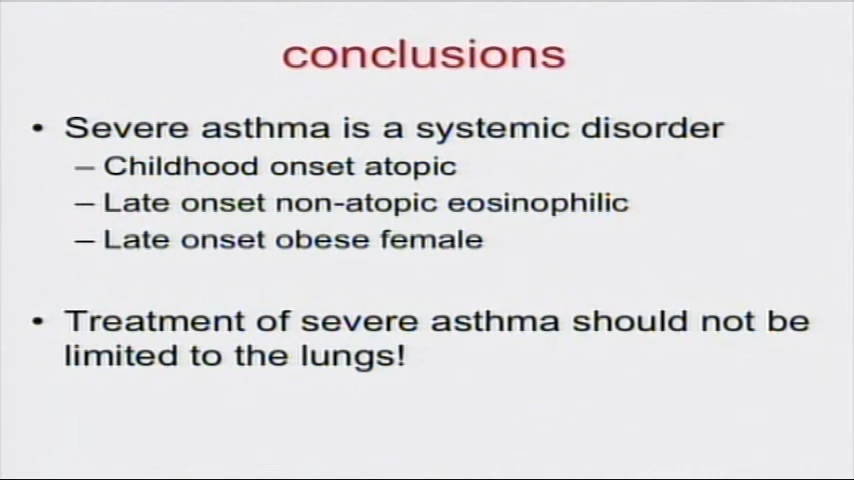 conclusions
• Severe asthma is a systemic disorder
– Childhood onset atopic
– Late onset non-atopic eosinophilic
– Late onset obese female
• Treatment of severe asthma should not be
limited to the lungs!